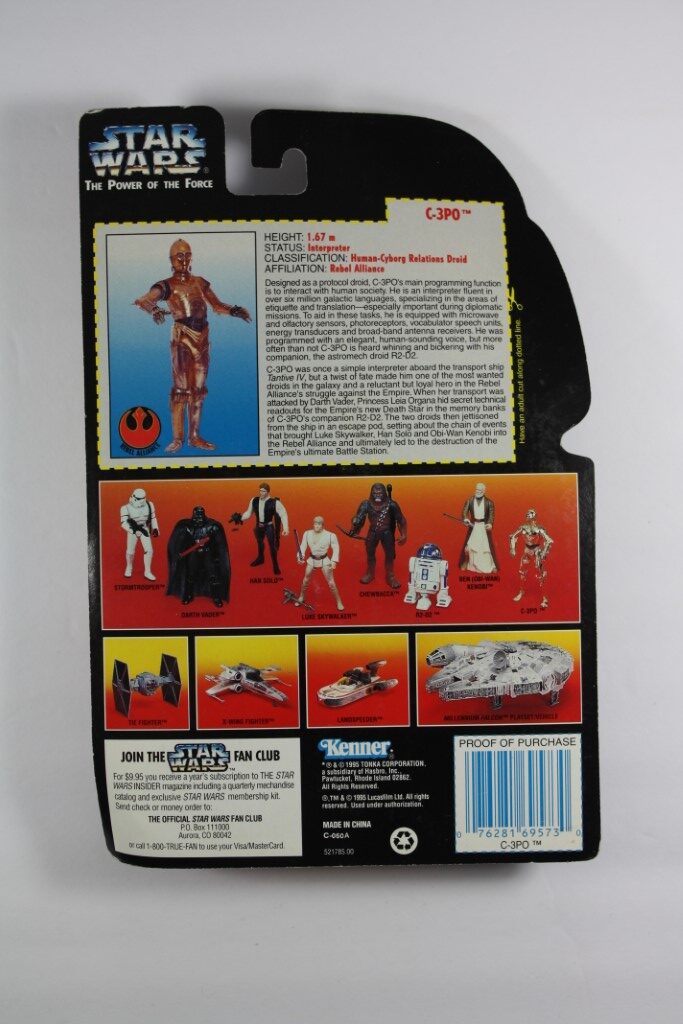 STAR
WARS®
THE POWER OF THE FORCE
C-3PO™
HEIGHT: 1.67 m
STATUS: Interpreter
CLASSIFICATION: Human-Cyborg Relations Droid
AFFILIATION: Rebel Alliance
Designed as a protocol droid, C-3PO's main programming function
is to interact with human society. He is an interpreter fluent in
over six million galactic languages, specializing in the areas of
etiquette and translation—especially important during diplomatic
missions. To aid in these tasks, he is equipped with microwave
and olfactory sensors, photoreceptors, vocabulator speech units,
energy transducers and broad-band antenna receivers. He was
programmed with an elegant, human-sounding voice, but more
often than not C-3PO is heard whining and bickering with his
companion, the astromech droid R2-D2.
C-3PO was once a simple interpreter aboard the transport ship
Tantive IV, but a twist of fate made him one of the most wanted
droids in the galaxy and a reluctant but loyal hero in the Rebel
Alliance's struggle against the Empire. When her transport was
attacked by Darth Vader, Princess Leia Organa hid secret technical
readouts for the Empire's new Death Star in the memory banks
of C-3PO's companion R2-D2. The two droids then jettisoned
from the ship in an escape pod, setting about the chain of events
that brought Luke Skywalker, Han Solo and Obi-Wan Kenobi into
the Rebel Alliance and ultimately led to the destruction of the
Empire's ultimate Battle Station.
REBEL ALLIANCE
Have an adult cut along dotted line.
STORMTROOPER™
DARTH VADER™
HAN SOLO™
LUKE SKYWALKER™
CHEWBACCA™
R2-D2™
BEN (OBI-WAN)
KENOBI™
C-3PO™
TIE FIGHTER™
X-WING FIGHTER™
LANDSPEEDER™
MILLENNIUM FALCON™ PLAYSET/VEHICLE
JOIN THE STAR WARS FAN CLUB
For $9.95 you receive a year's subscription to THE STAR
WARS INSIDER magazine including a quarterly merchandise
catalog and exclusive STAR WARS membership kit.
Send check or money order to:
THE OFFICIAL STAR WARS FAN CLUB
P.O. Box 111000
Aurora, CO 80042
or call 1-800-TRUE-FAN to use your Visa/MasterCard.
Kenner.
*® & © 1995 TONKA CORPORATION,
a subsidiary of Hasbro, Inc.,
Pawtucket, Rhode Island 02862.
All Rights Reserved.
®,™ & © 1995 Lucasfilm Ltd. All rights
reserved. Used under authorization.
MADE IN CHINA
C-060A
521785.00
PROOF OF PURCHASE
0 76281 69573 0
C-3PO ™